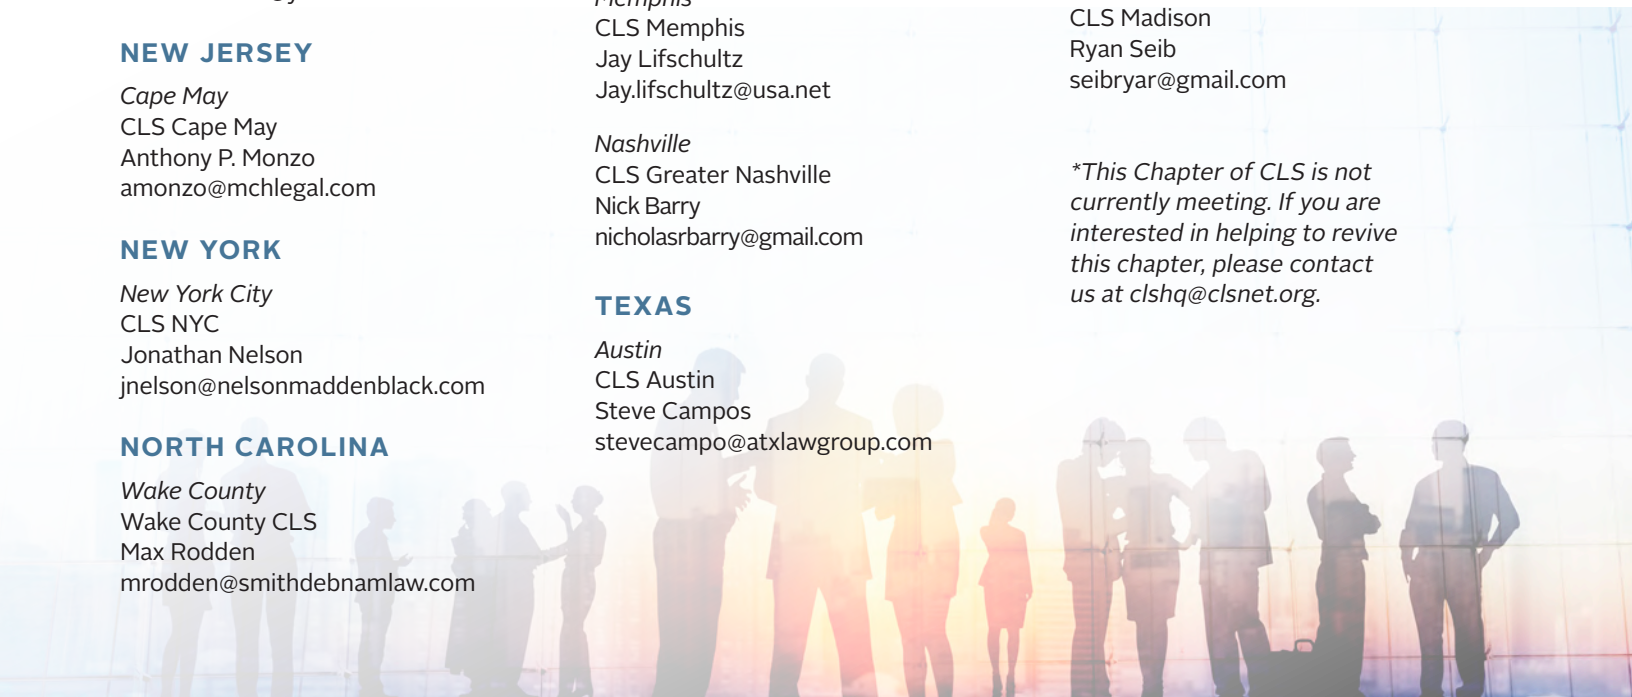 NEW JERSEY
Cape May
CLS Cape May
Anthony P. Monzo
amonzo@mchlegal.com
NEW YORK
New York City
CLS NYC
Jonathan Nelson
jnelson@nelsonmaddenblack.com
NORTH CAROLINA
Wake County
Wake County CLS
Max Rodden
mrodden@smithdebnamlaw.com
Memphis
CLS Memphis
Jay Lifschultz
Jay.lifschultz@usa.net
Nashville
CLS Greater Nashville
Nick Barry
nicholasrbarry@gmail.com
TEXAS
Austin
CLS Austin
Steve Campos
stevecampo@atxlawgroup.com
CLS Madison
Ryan Seib
seibryar@gmail.com
*This Chapter of CLS is not
currently meeting. If you are
interested in helping to revive
this chapter, please contact
us at clshq@clsnet.org.